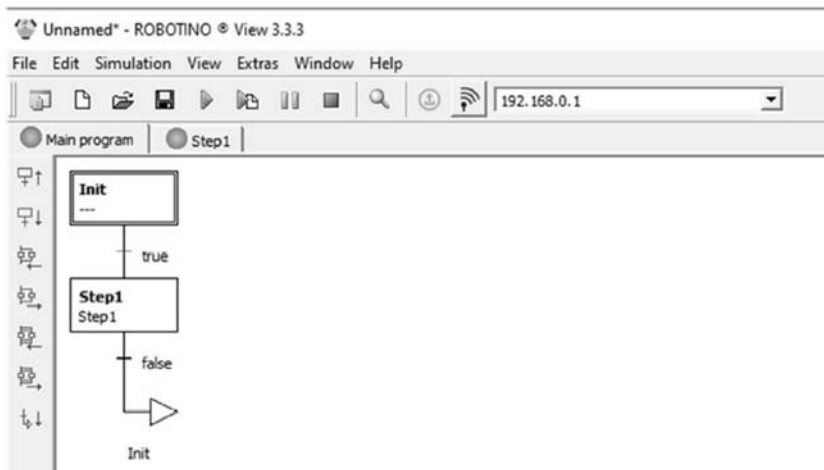 Unnamed* - ROBOTINO ® View 3.3.3
File Edit Simulation View Extras Window Help
192.168.0.1
Main program Step1
Init
---
true
Step1
Step1
false
Init